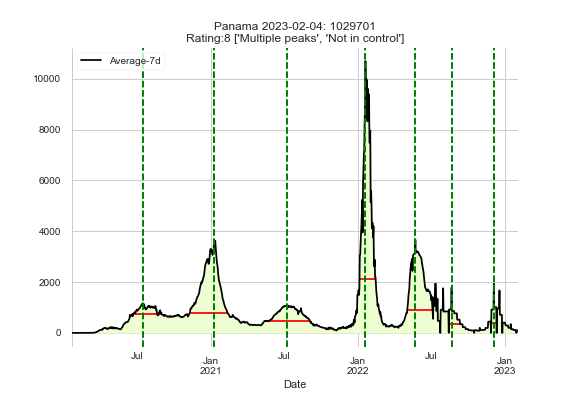 Panama 2023-02-04: 1029701
Rating:8 ['Multiple peaks', 'Not in control']
Average-7d
10000
8000
6000
4000
2000
0
Jul
Jan
2021
Jul
Jan
2022
Jul
Jan
2023
Date